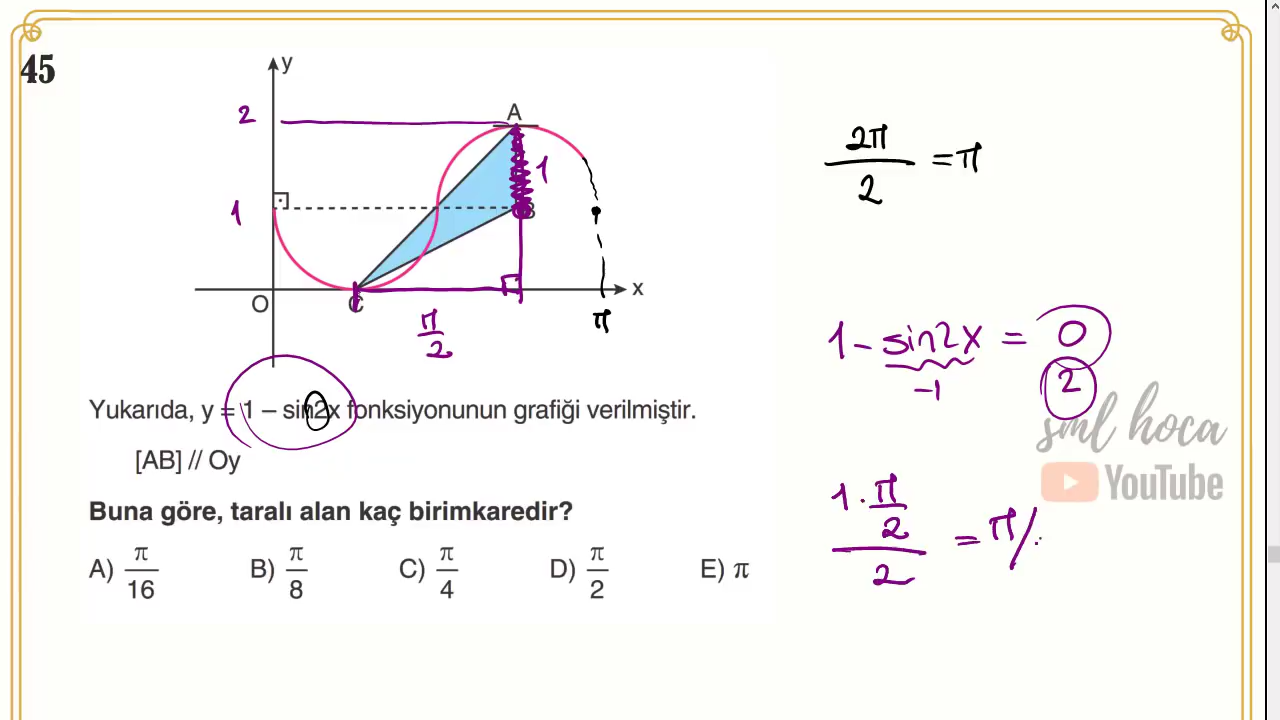 45
y
2
A
1
1
B
O
C
x
π/2
π
2π/2 = π
1 – sin2x = 0
-1
2
Yukarıda, y = 1 – sin2x fonksiyonunun grafiği verilmiştir.
[AB] // Oy
Buna göre, taralı alan kaç birimkaredir?
A) π/16 B) π/8 C) π/4 D) π/2 E) π
1 . π/2 / 2 = π/
sml hoca
YouTube